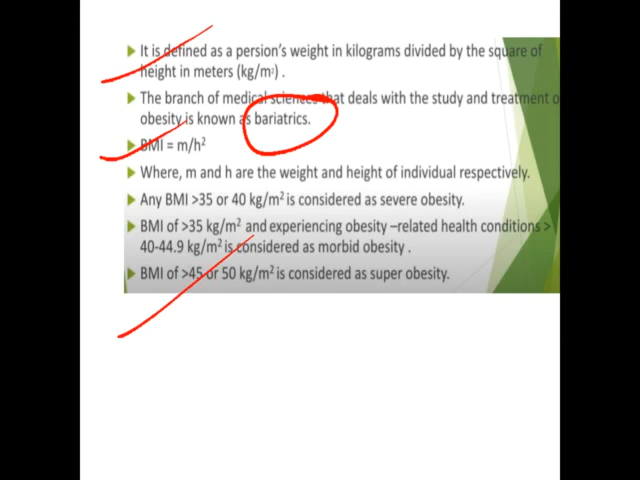 It is defined as a persion's weight in kilograms divided by the square of
height in meters (kg/m²) .
The branch of medical sciences that deals with the study and treatment o
obesity is known as bariatrics.
BMI = m/h²
Where, m and h are the weight and height of individual respectively.
Any BMI >35 or 40 kg/m² is considered as severe obesity.
BMI of >35 kg/m² and experiencing obesity –related health conditions >
40-44.9 kg/m² is considered as morbid obesity .
BMI of >45 or 50 kg/m² is considered as super obesity.